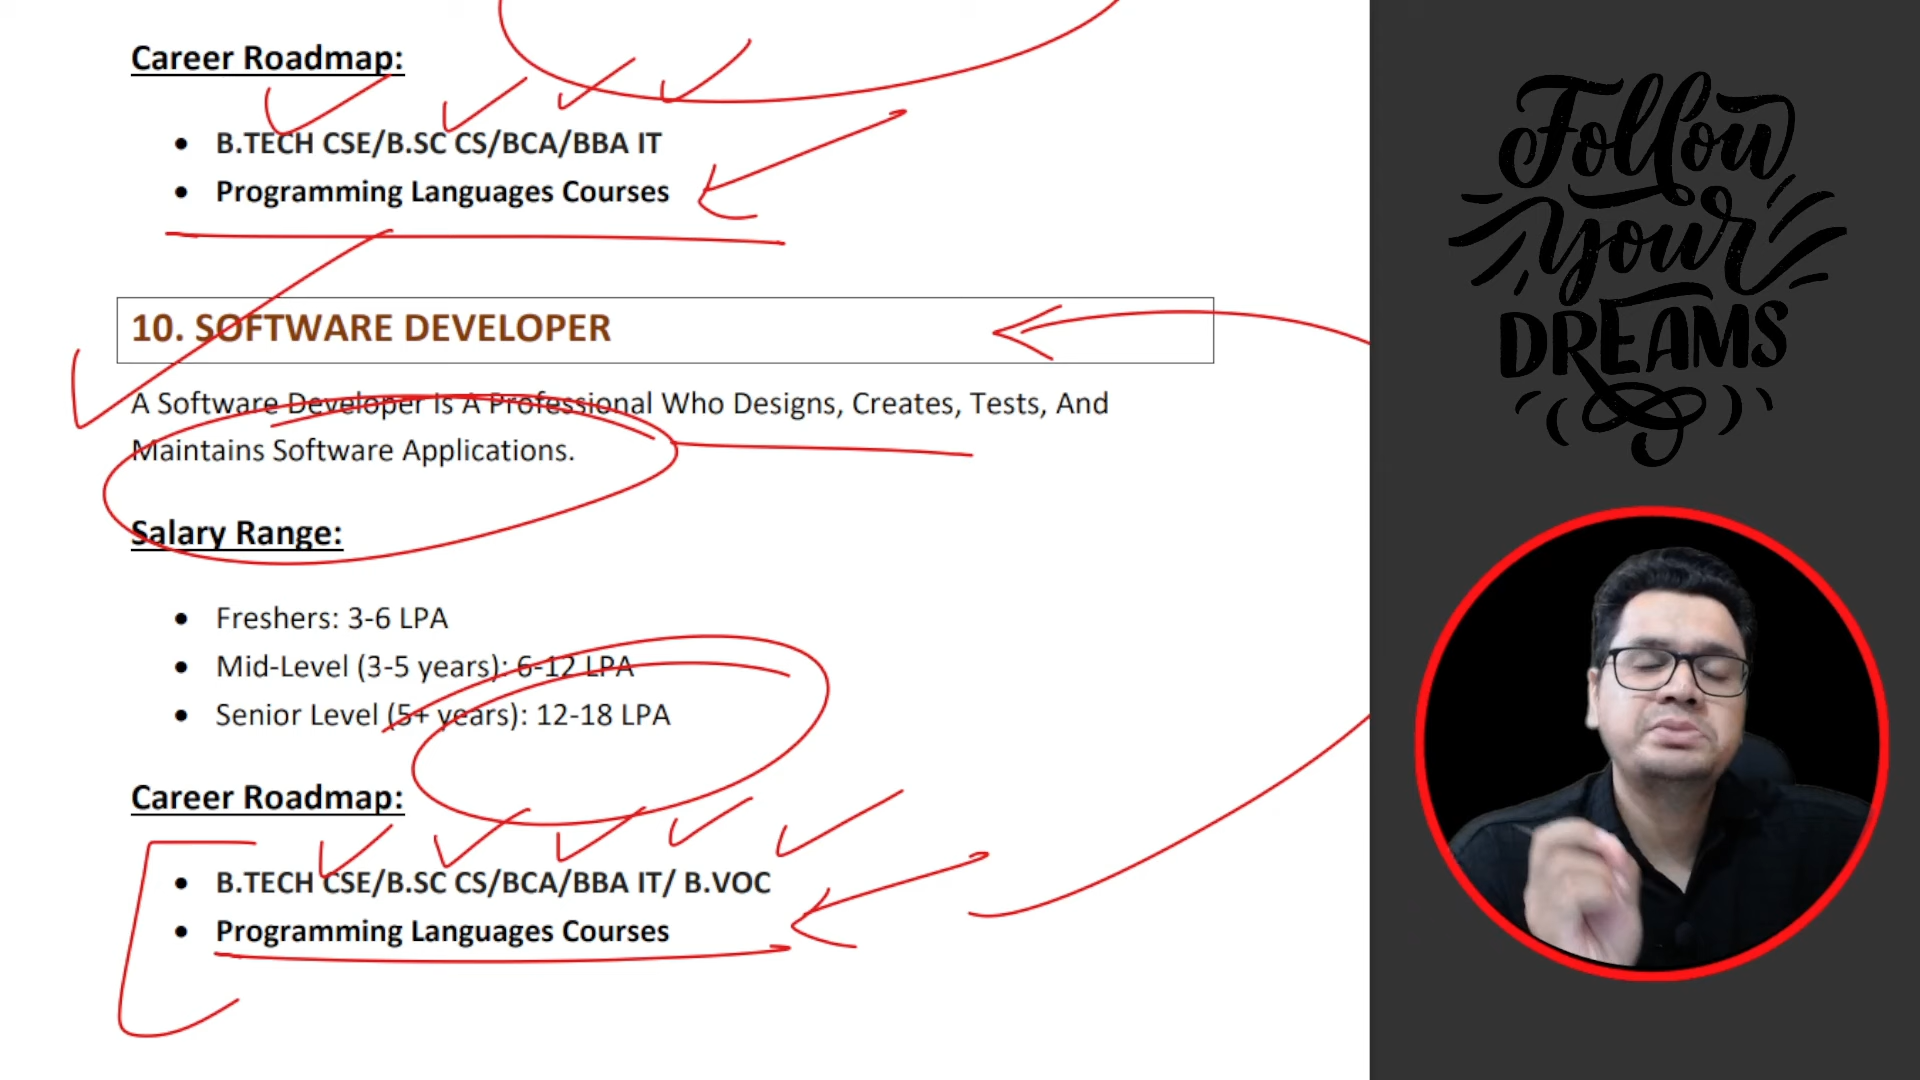 Career Roadmap:
• B.TECH CSE/B.SC CS/BCA/BBA IT
• Programming Languages Courses
10. SOFTWARE DEVELOPER
A Software Developer Is A Professional Who Designs, Creates, Tests, And
Maintains Software Applications.
Salary Range:
• Freshers: 3-6 LPA
• Mid-Level (3-5 years): 6-12 LPA
• Senior Level (5+ years): 12-18 LPA
Career Roadmap:
• B.TECH CSE/B.SC CS/BCA/BBA IT/ B.VOC
• Programming Languages Courses
Follow
your
DREAMS